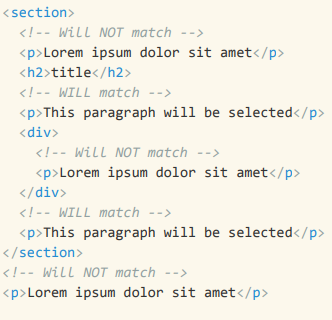 <section>
  <!-- Will NOT match -->
  <p>Lorem ipsum dolor sit amet</p>
  <h2>title</h2>
  <!-- WILL match -->
  <p>This paragraph will be selected</p>
  <div>
    <!-- Will NOT match -->
    <p>Lorem ipsum dolor sit amet</p>
  </div>
  <!-- WILL match -->
  <p>This paragraph will be selected</p>
</section>
<!-- Will NOT match -->
<p>Lorem ipsum dolor sit amet</p>